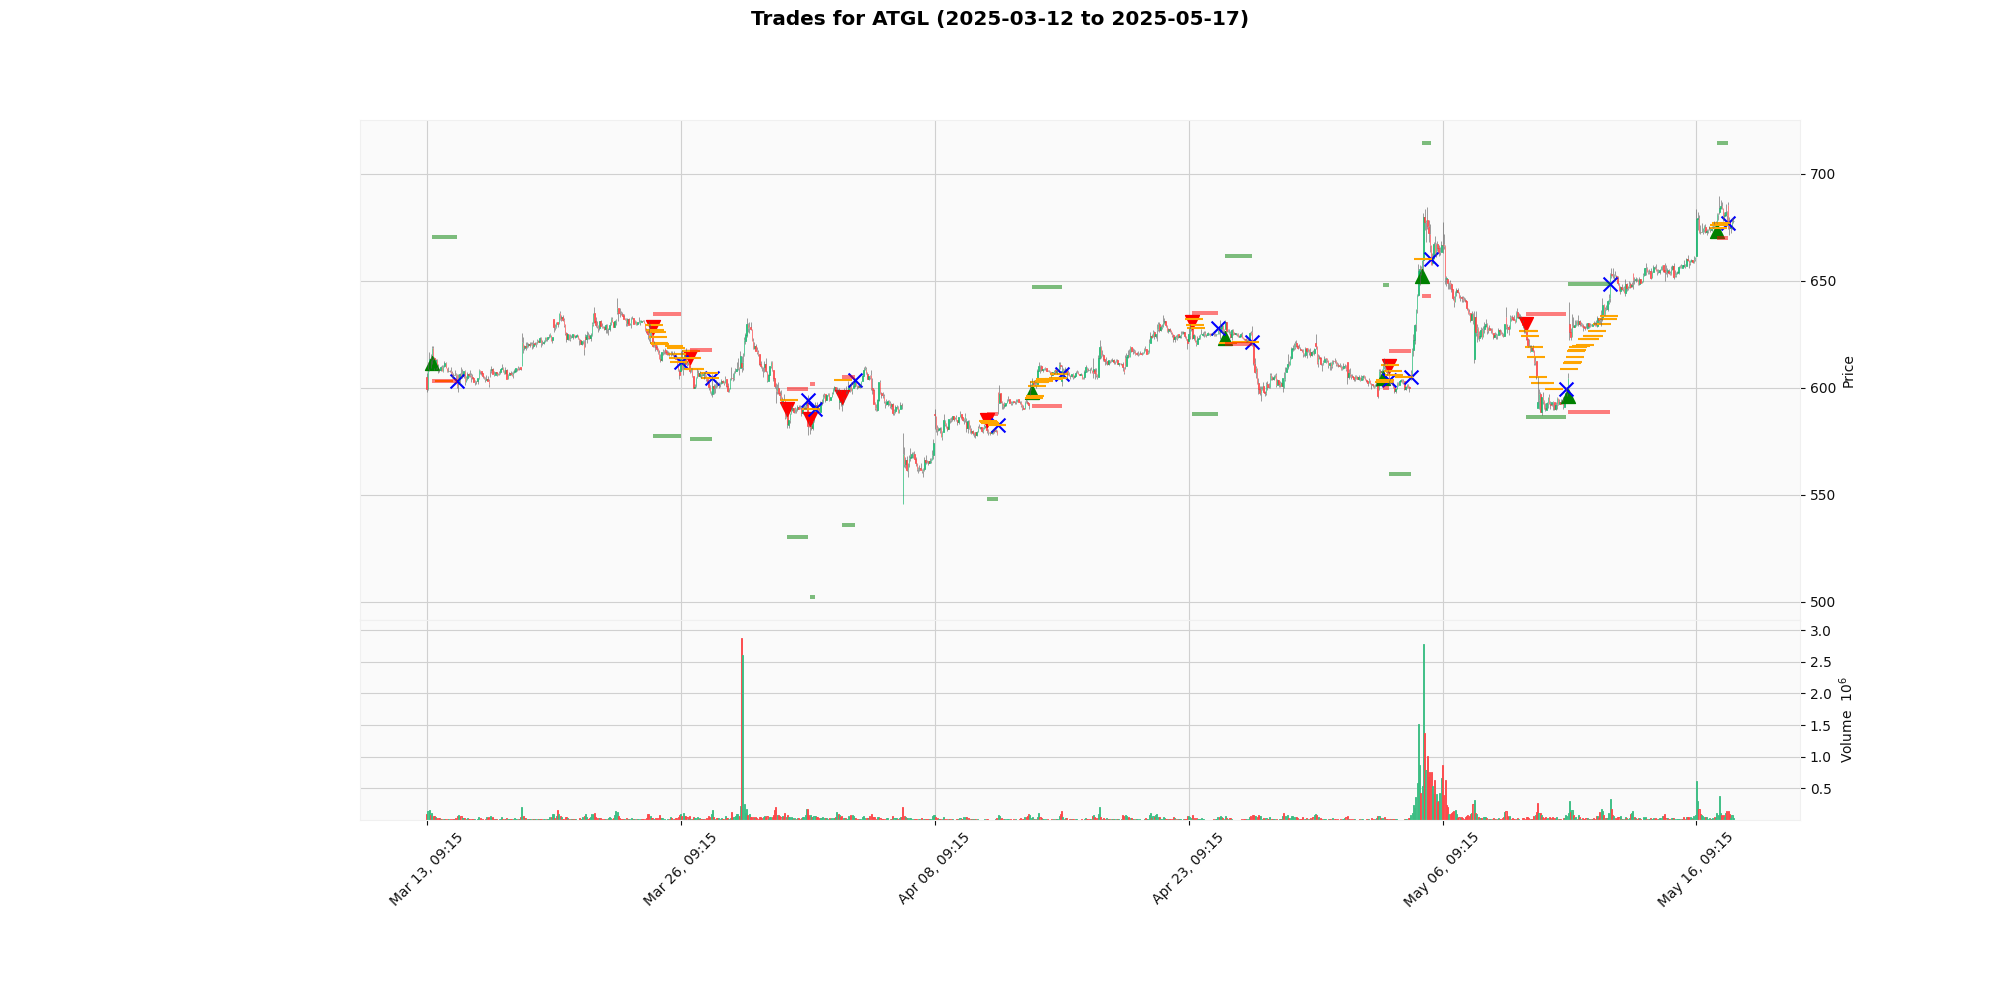 Trades for ATGL (2025-03-12 to 2025-05-17)
700
650
600
550
500
Price
3.0
2.5
2.0
1.5
1.0
0.5
Volume 10^6
Mar 13, 09:15
Mar 26, 09:15
Apr 08, 09:15
Apr 23, 09:15
May 06, 09:15
May 16, 09:15